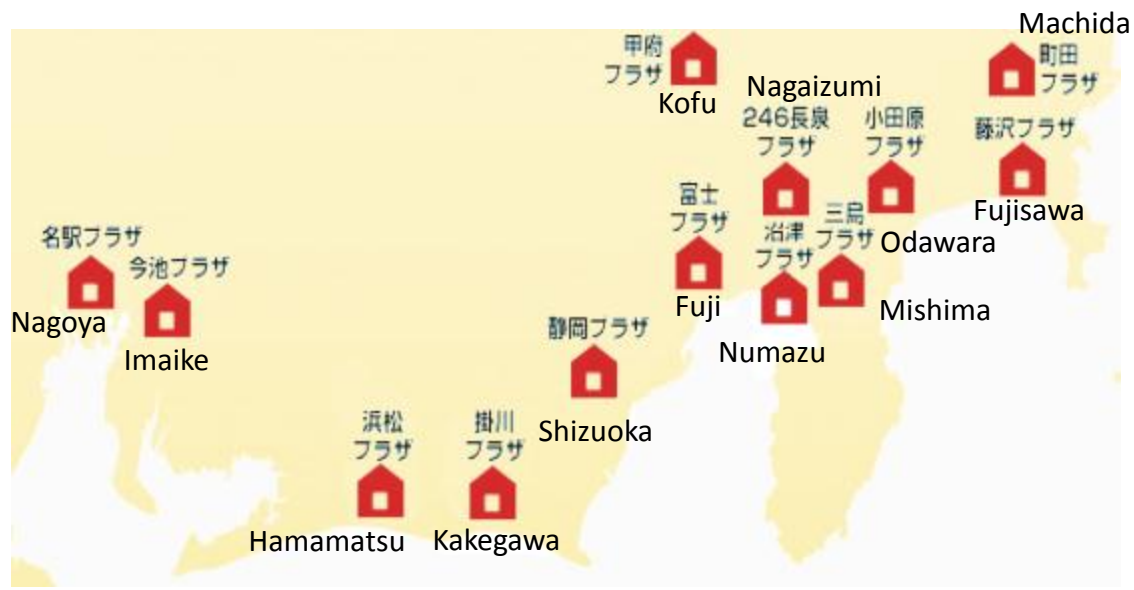 Machida
町田
プラザ
甲府
プラザ
Kofu
Nagaizumi
246長泉
プラザ
小田原
プラザ
Odawara
藤沢プラザ
Fujisawa
富士
プラザ
Fuji
沼津
プラザ
Numazu
三島
プラザ
Mishima
名駅プラザ
Nagoya
今池プラザ
Imaike
静岡プラザ
Shizuoka
浜松
プラザ
Hamamatsu
掛川
プラザ
Kakegawa